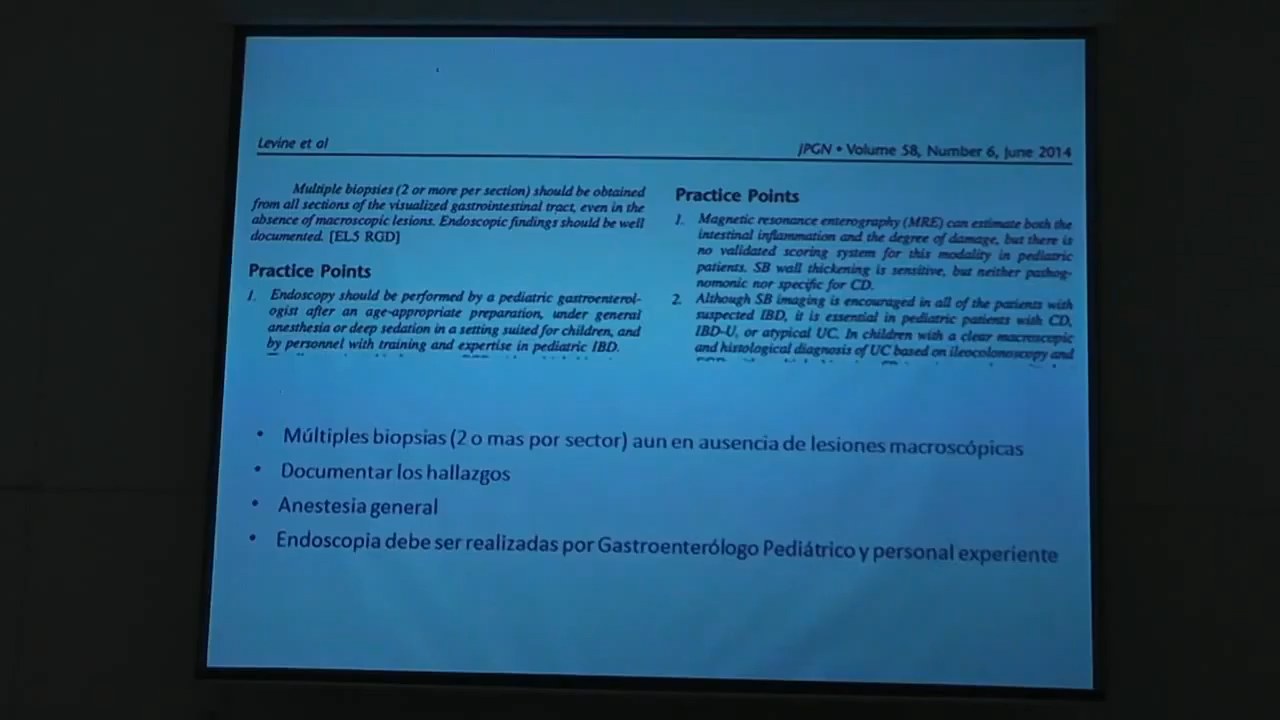 Levine et al
JPGN • Volume 58, Number 6, June 2014
Multiple biopsies (2 or more per section) should be obtained
from all sections of the visualized gastrointestinal tract, even in the
absence of macroscopic lesions. Endoscopic findings should be well
documented. [EL5 RGD]
Practice Points
1. Endoscopy should be performed by a pediatric gastroenterol-
ogist after an age-appropriate preparation, under general
anesthesia or deep sedation in a setting suited for children, and
by personnel with training and expertise in pediatric IBD.
Practice Points
1. Magnetic resonance enterography (MRE) can estimate both the
intestinal inflammation and the degree of damage, but there is
no validated scoring system for this modality in pediatric
patients. SB wall thickening is sensitive, but neither pathog-
nomonic nor specific for CD.
2. Although SB imaging is encouraged in all of the patients with
suspected IBD, it is essential in pediatric patients with CD,
IBD-U, or atypical UC. In children with a clear macroscopic
and histological diagnosis of UC based on ileocolonoscopy and
• Múltiples biopsias (2 o mas por sector) aun en ausencia de lesiones macroscópicas
• Documentar los hallazgos
• Anestesia general
• Endoscopia debe ser realizadas por Gastroenterólogo Pediátrico y personal experiente